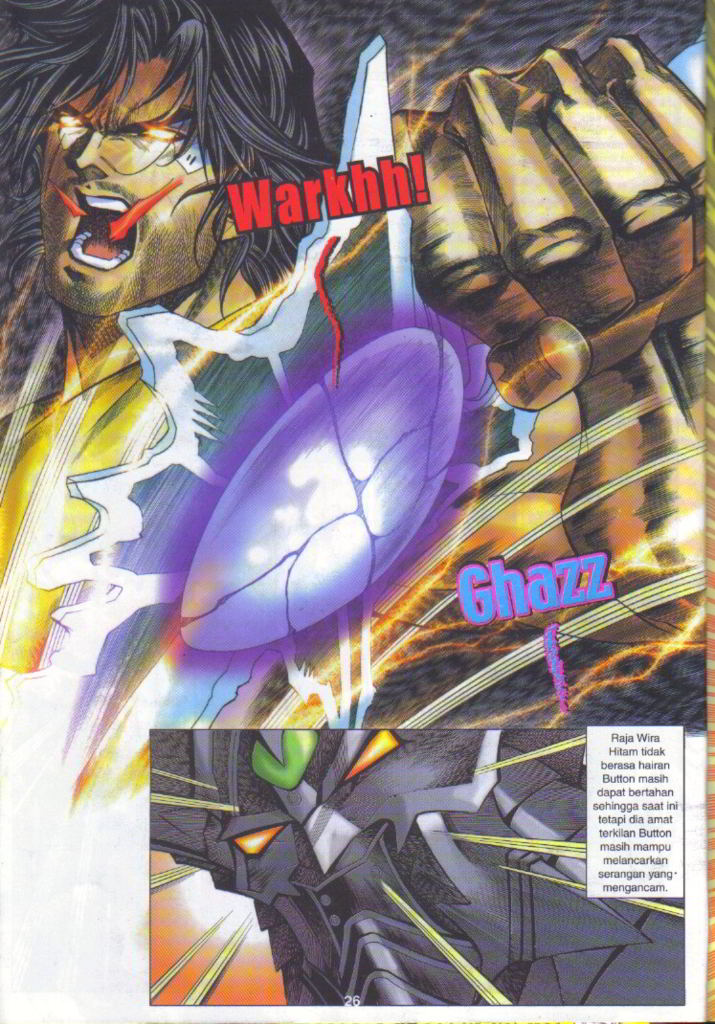 Warkhh!
Ghazz
Raja Wira
Hitam tidak
berasa hairan
Button masih
dapat bertahan
sehingga saat ini
tetapi dia amat
terkilan Button
masih mampu
melancarkan
serangan yang
mengancam.
26